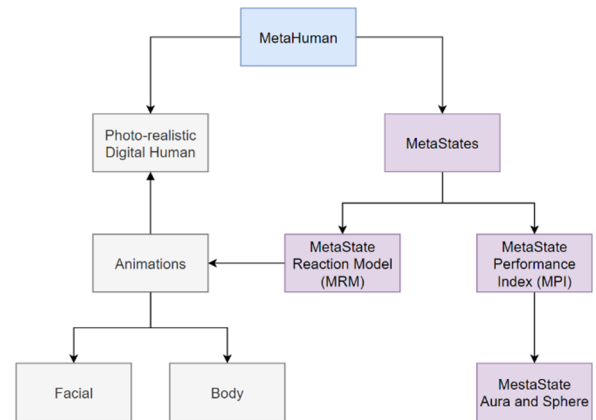 MetaHuman
Photo-realistic
Digital Human
MetaStates
Animations
MetaState
Reaction Model
(MRM)
MetaState
Performance
Index (MPI)
Facial
Body
MestaState
Aura and Sphere